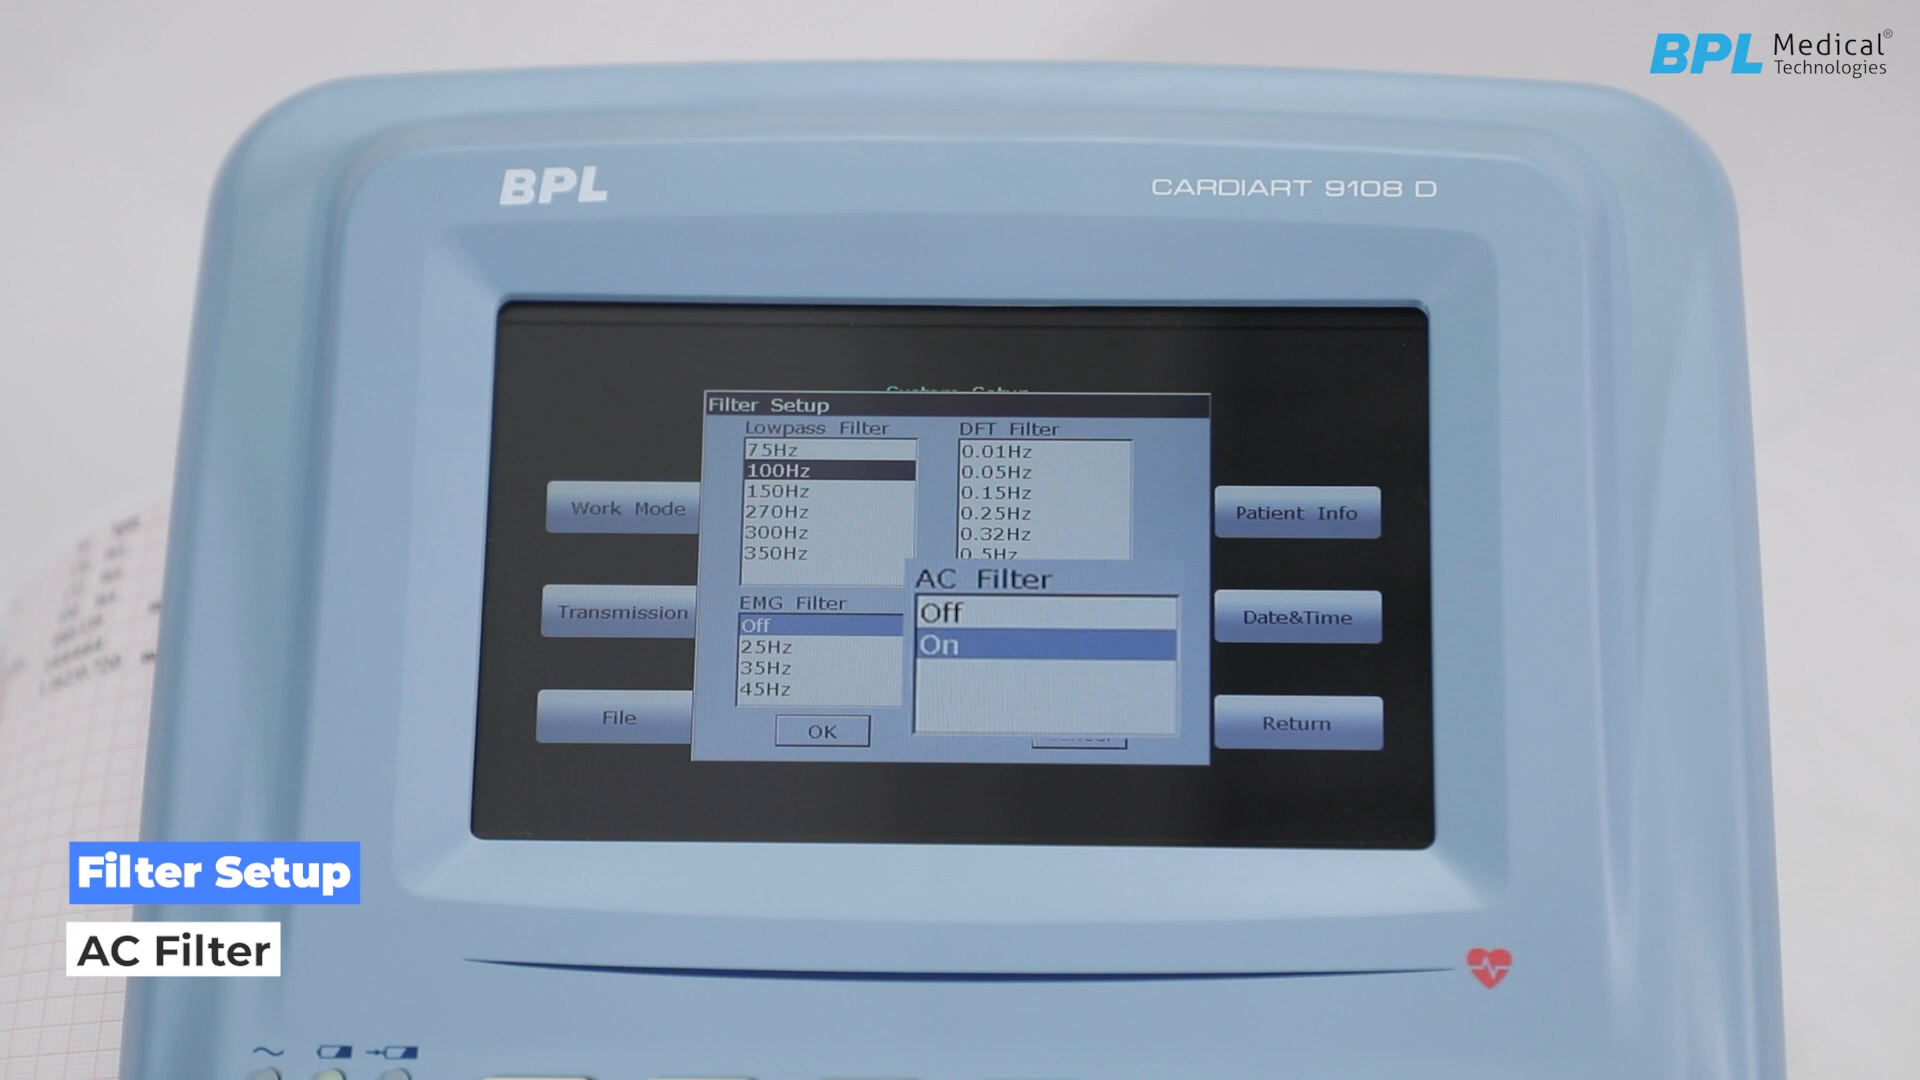 BPL Medical® Technologies
BPL
CARDIART 9108 D
Filter Setup
Lowpass Filter
75Hz
100Hz
150Hz
270Hz
300Hz
350Hz
DFT Filter
0.01Hz
0.05Hz
0.15Hz
0.25Hz
0.32Hz
0.5Hz
EMG Filter
Off
25Hz
35Hz
45Hz
AC Filter
Off
On
OK
Work Mode
Transmission
File
Patient Info
Date&Time
Return
Filter Setup
AC Filter